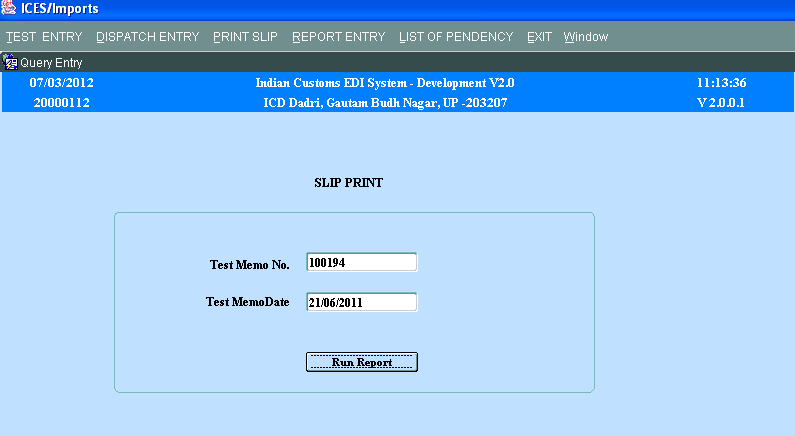 ICES/Imports
TEST ENTRY DISPATCH ENTRY PRINT SLIP REPORT ENTRY LIST OF PENDENCY EXIT Window
Query Entry
07/03/2012 Indian Customs EDI System - Development V2.0 11:13:36
20000112 ICD Dadri, Gautam Budh Nagar, UP -203207 V 2.0.0.1
SLIP PRINT
Test Memo No. 100194
Test MemoDate 21/06/2011
Run Report